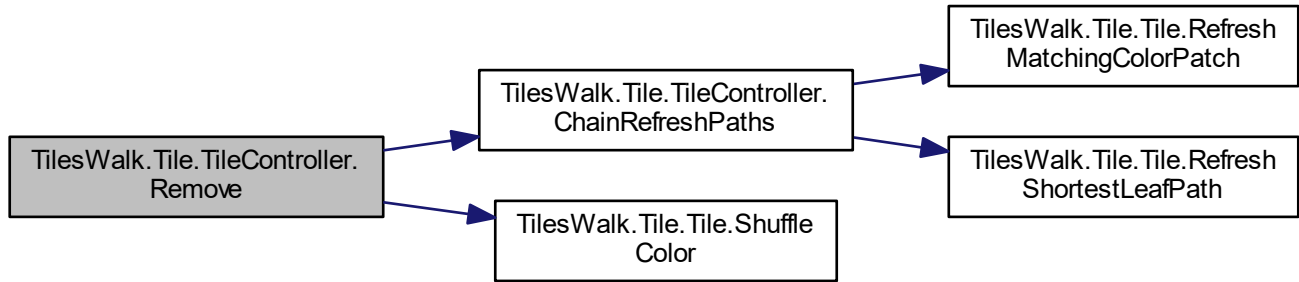 TilesWalk.Tile.TileController.
Remove
TilesWalk.Tile.TileController.
ChainRefreshPaths
TilesWalk.Tile.Tile.Shuffle
Color
TilesWalk.Tile.Tile.Refresh
MatchingColorPatch
TilesWalk.Tile.Tile.Refresh
ShortestLeafPath